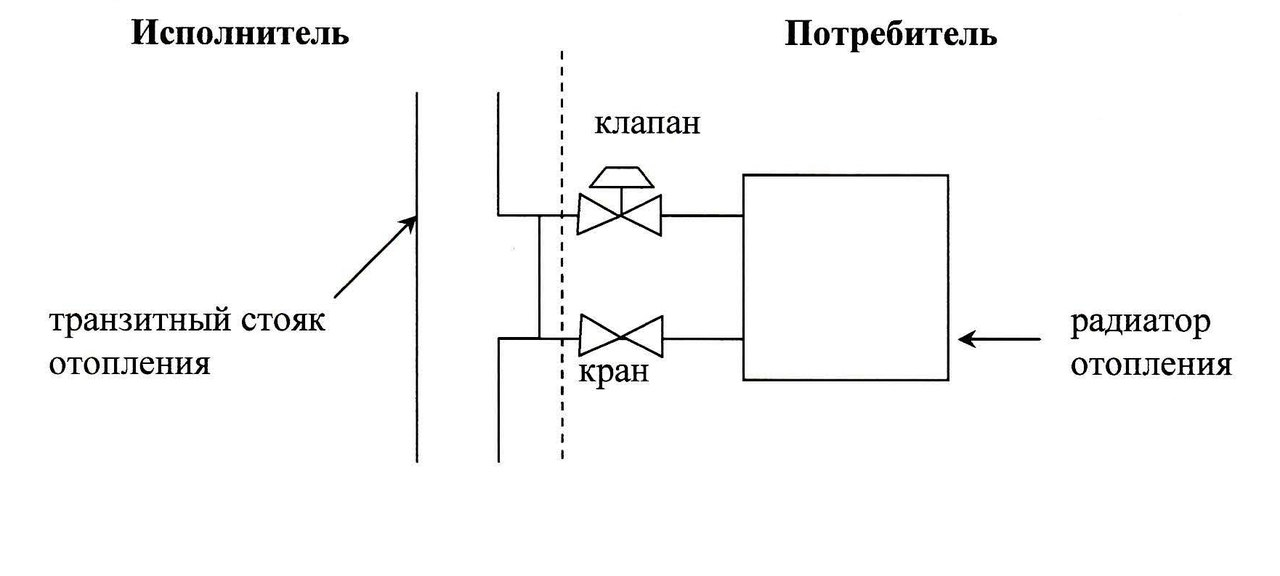 Исполнитель
Потребитель
клапан
транзитный стояк
отопления
кран
радиатор
отопления